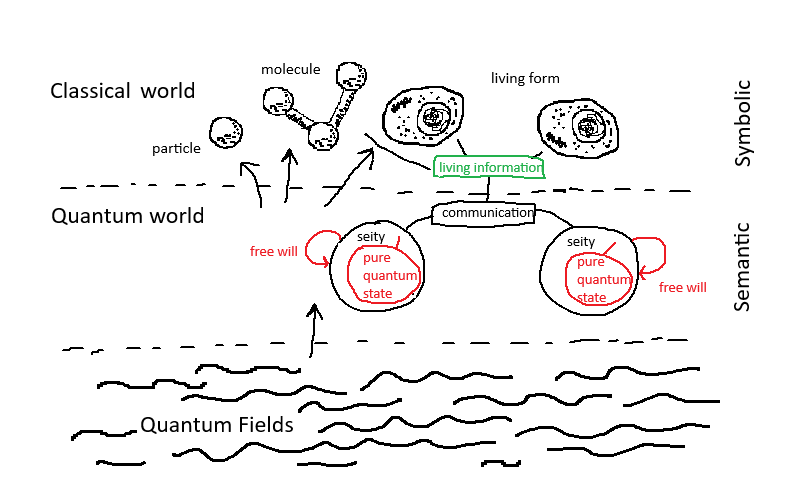 molecule
Classical world
living form
particle
living information
Symbolic
Quantum world
communication
seity
free will
pure
quantum
state
seity
pure
quantum
state
free will
Semantic
Quantum Fields